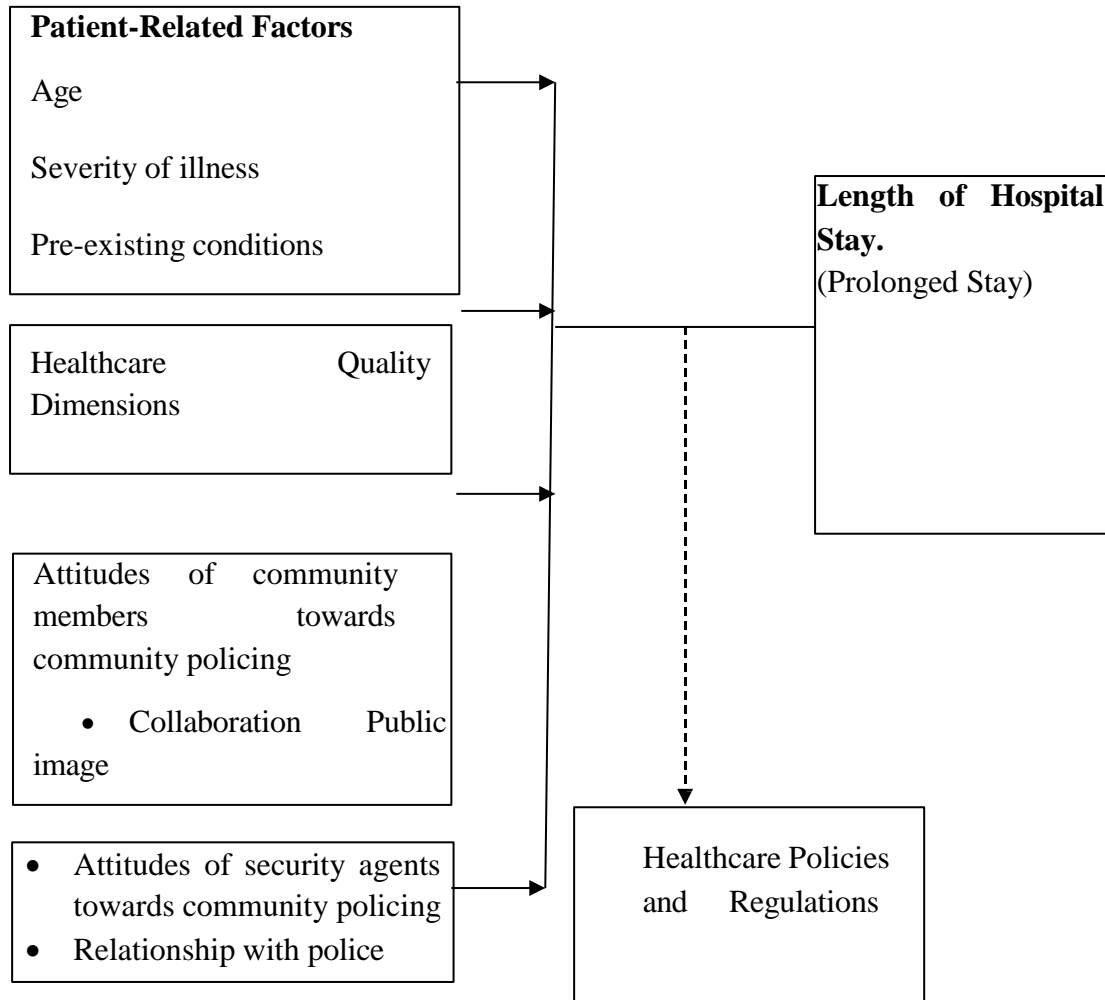 Patient-Related Factors
Age
Severity of illness
Pre-existing conditions
Healthcare Quality
Dimensions
Attitudes of community
members towards
community policing
• Collaboration Public
image
• Attitudes of security agents
towards community policing
• Relationship with police
Length of Hospital
Stay.
(Prolonged Stay)
Healthcare Policies
and Regulations